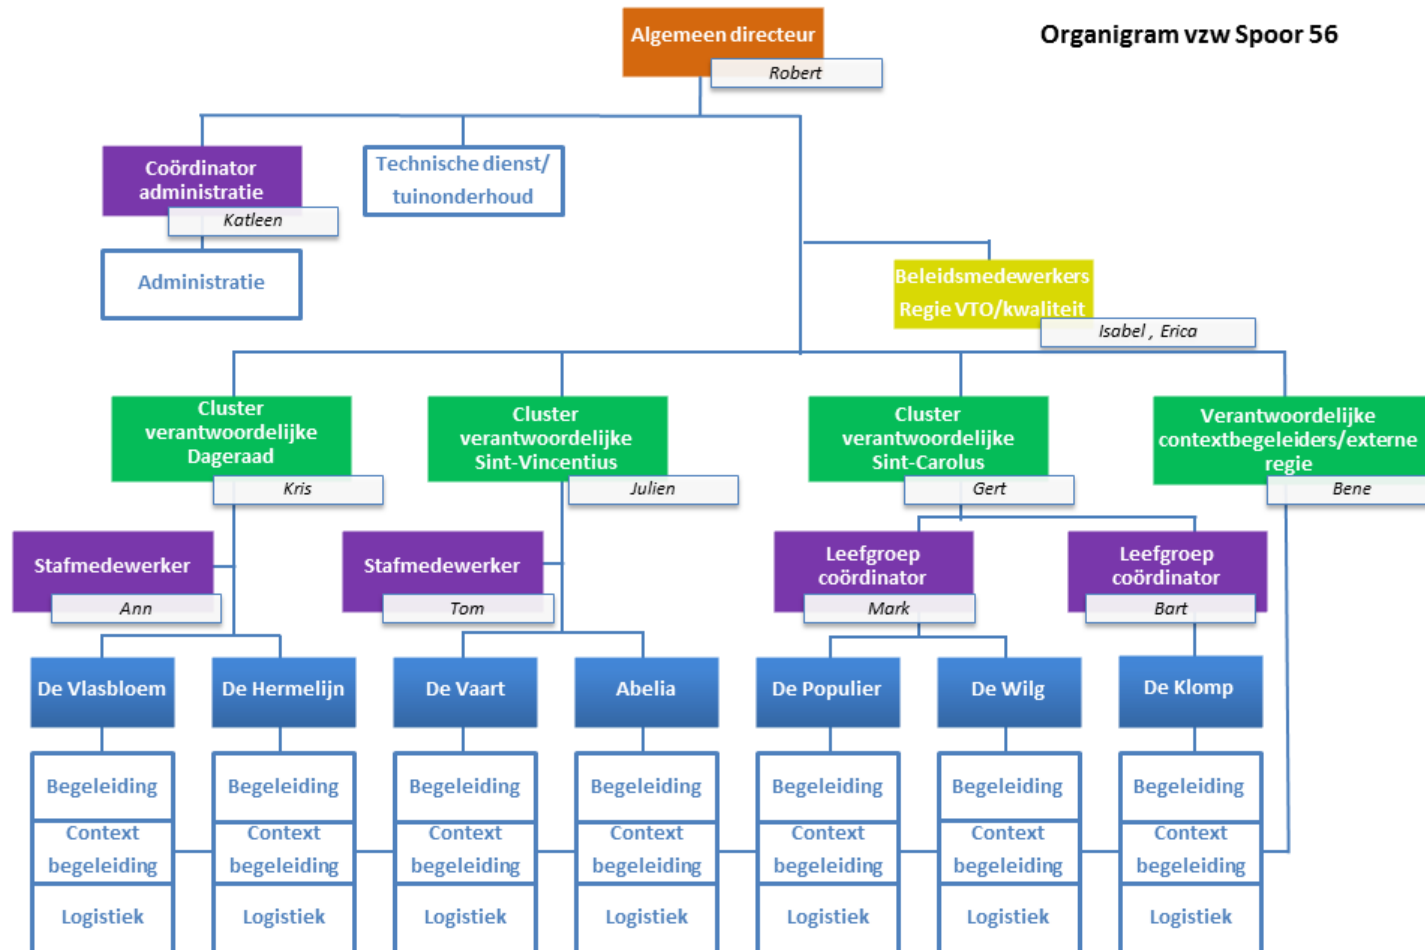 Algemeen directeur
Robert
Organigram vzw Spoor 56
Coördinator
administratie
Katleen
Technische dienst/
tuinonderhoud
Administratie
Beleidsmedewerkers
Regie VTO/kwaliteit
Isabel , Erica
Cluster
verantwoordelijke
Dageraad
Kris
Cluster
verantwoordelijke
Sint-Vincentius
Julien
Cluster
verantwoordelijke
Sint-Carolus
Gert
Verantwoordelijke
contextbegeleiders/externe
regie
Bene
Stafmedewerker
Ann
Stafmedewerker
Tom
Leefgroep
coördinator
Mark
Leefgroep
coördinator
Bart
De Vlasbloem
De Hermelijn
De Vaart
Abelia
De Populier
De Wilg
De Klomp
Begeleiding
Begeleiding
Begeleiding
Begeleiding
Begeleiding
Begeleiding
Begeleiding
Context
begeleiding
Context
begeleiding
Context
begeleiding
Context
begeleiding
Context
begeleiding
Context
begeleiding
Context
begeleiding
Logistiek
Logistiek
Logistiek
Logistiek
Logistiek
Logistiek
Logistiek